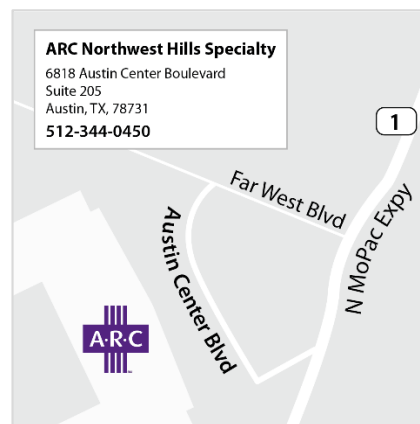 ARC Northwest Hills Specialty
6818 Austin Center Boulevard
Suite 205
Austin, TX, 78731
512-344-0450
1
Far West Blvd
N MoPac Expy
Austin Center Blvd
A·R·C